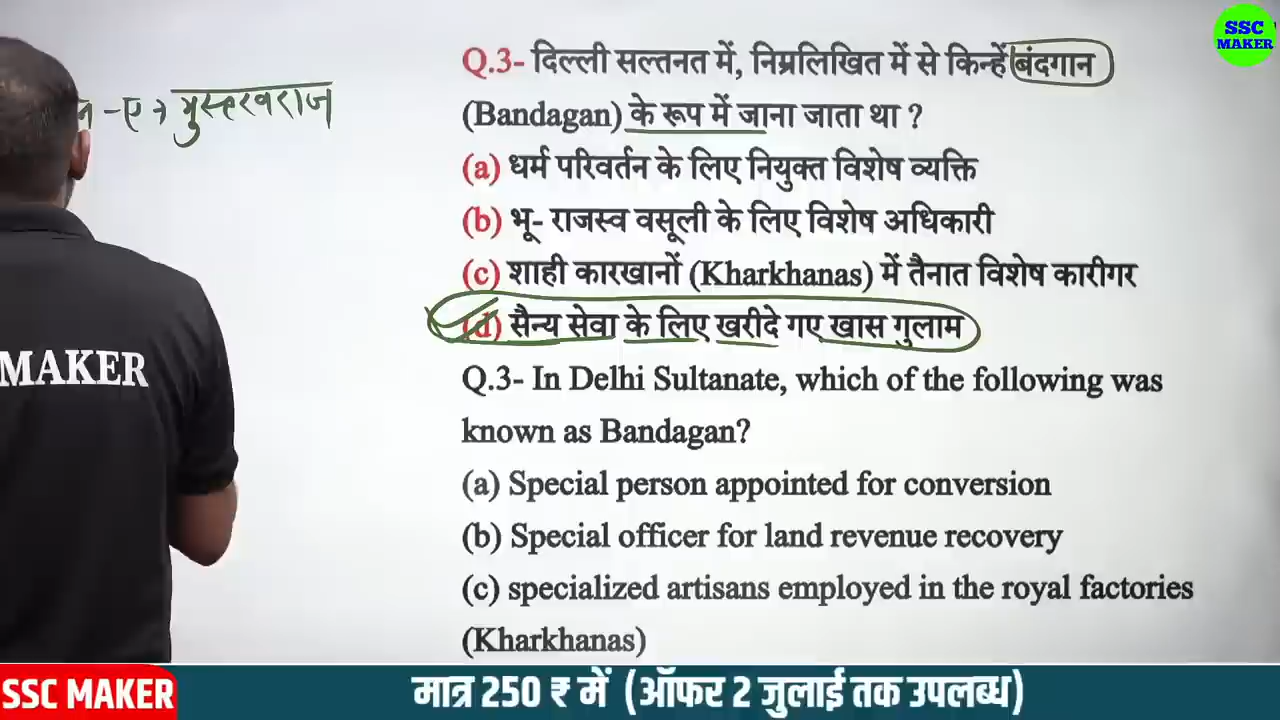 SSC
MAKER
Q.3- दिल्ली सल्तनत में, निम्नलिखित में से किन्हें बंदगान
(Bandagan) के रूप में जाना जाता था ?
(a) धर्म परिवर्तन के लिए नियुक्त विशेष व्यक्ति
(b) भू- राजस्व वसूली के लिए विशेष अधिकारी
(c) शाही कारखानों (Kharkhanas) में तैनात विशेष कारीगर
(d) सैन्य सेवा के लिए खरीदे गए खास गुलाम
Q.3- In Delhi Sultanate, which of the following was
known as Bandagan?
(a) Special person appointed for conversion
(b) Special officer for land revenue recovery
(c) specialized artisans employed in the royal factories
(Kharkhanas)
MAKER
SSC MAKER
मात्र 250 ₹ में (ऑफर 2 जुलाई तक उपलब्ध)